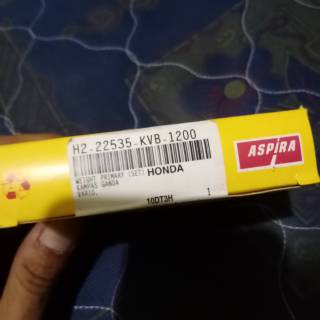 H2-22535-KVB-1200
ASPIRA
WEIGHT PRIMARY (SET) HONDA
KAMPAS GANDA
VARIO,
10DT3H 1